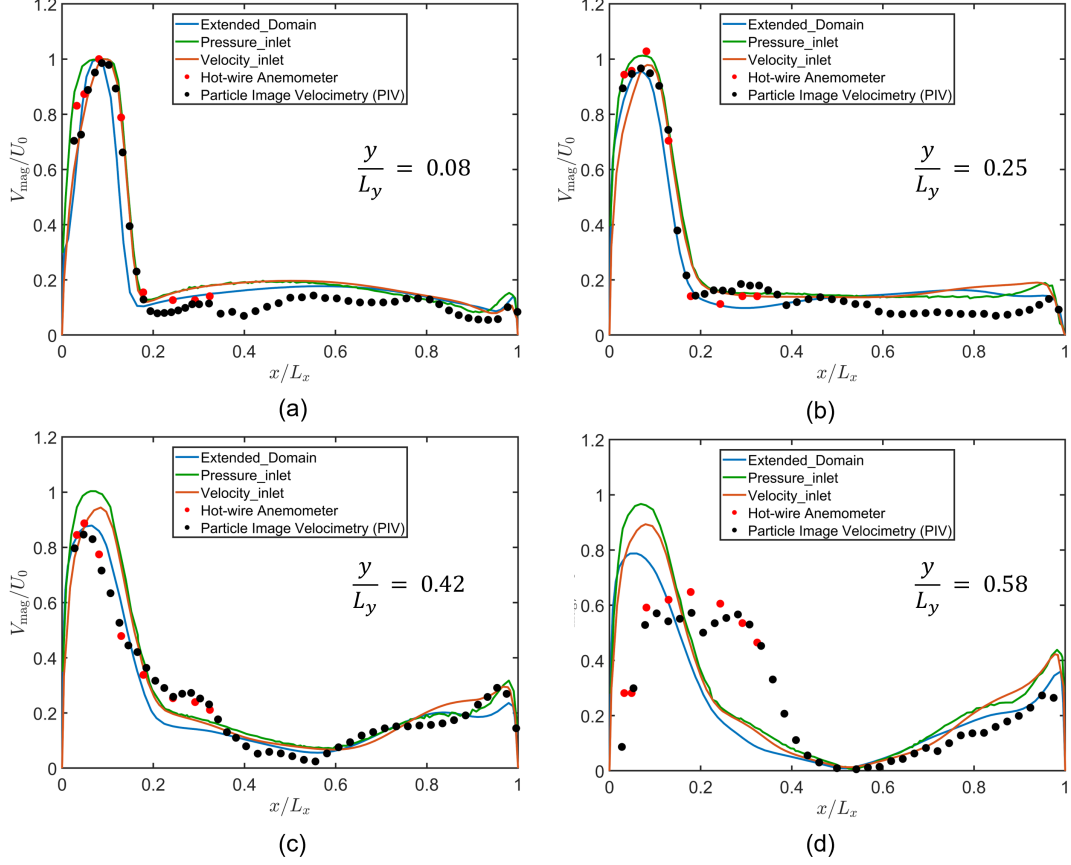 1.2
1
0.8
0.6
0.4
0.2
0
V_mag/U_0
Extended_Domain
Pressure_inlet
Velocity_inlet
Hot-wire Anemometer
Particle Image Velocimetry (PIV)
y/L_y = 0.08
0 0.2 0.4 0.6 0.8 1
x/L_x
(a)
1.2
1
0.8
0.6
0.4
0.2
0
V_mag/U_0
Extended_Domain
Pressure_inlet
Velocity_inlet
Hot-wire Anemometer
Particle Image Velocimetry (PIV)
y/L_y = 0.25
0 0.2 0.4 0.6 0.8 1
x/L_x
(b)
1.2
1
0.8
0.6
0.4
0.2
0
V_mag/U_0
Extended_Domain
Pressure_inlet
Velocity_inlet
Hot-wire Anemometer
Particle Image Velocimetry (PIV)
y/L_y = 0.42
0 0.2 0.4 0.6 0.8 1
x/L_x
(c)
1.2
1
0.8
0.6
0.4
0.2
0
Extended_Domain
Pressure_inlet
Velocity_inlet
Hot-wire Anemometer
Particle Image Velocimetry (PIV)
y/L_y = 0.58
0 0.2 0.4 0.6 0.8 1
x/L_x
(d)